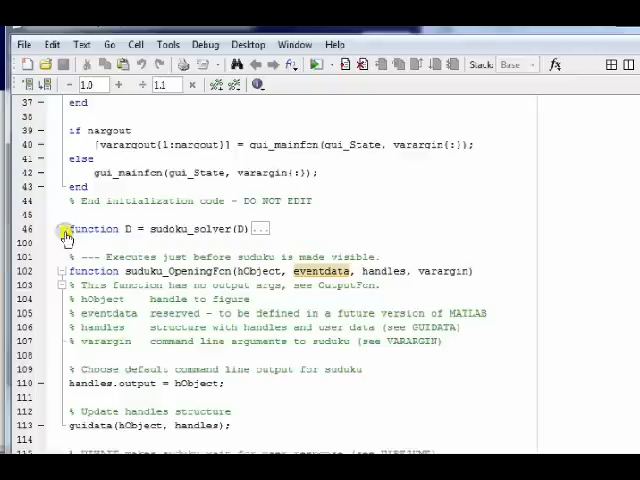 File Edit Text Go Cell Tools Debug Desktop Window Help
Stack: Base fx
1.0 1.1
37 end
38
39 if nargout
40 [varargout{1:nargout}] = gui_mainfcn(gui_State, varargin{:});
41 else
42 gui_mainfcn(gui_State, varargin{:});
43 end
44 % End initialization code - DO NOT EDIT
45
46 function D = sudoku_solver(D) ...
100
101 % --- Executes just before suduku is made visible.
102 function suduku_OpeningFcn(hObject, eventdata, handles, varargin)
103 % This function has no output args, see OutputFcn.
104 % hObject handle to figure
105 % eventdata reserved - to be defined in a future version of MATLAB
106 % handles structure with handles and user data (see GUIDATA)
107 % varargin command line arguments to suduku (see VARARGIN)
108
109 % Choose default command line output for suduku
110 handles.output = hObject;
111
112 % Update handles structure
113 guidata(hObject, handles);
114